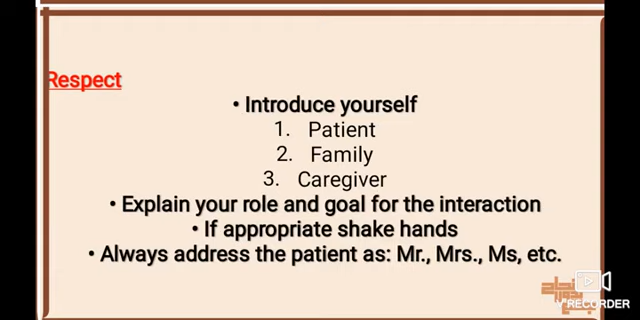 Respect
• Introduce yourself
1. Patient
2. Family
3. Caregiver
• Explain your role and goal for the interaction
• If appropriate shake hands
• Always address the patient as: Mr., Mrs., Ms, etc.
RECORDER